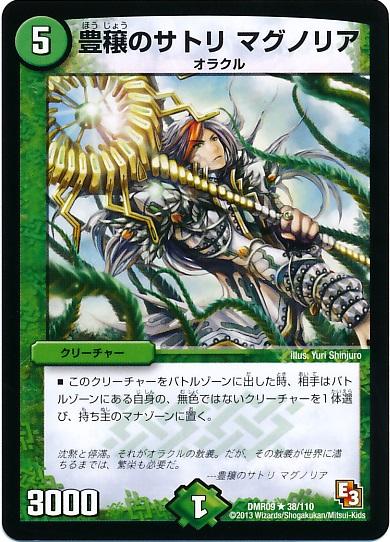 5
ほうじょう
豊穣のサトリ マグノリア
オラクル
クリーチャー
illus. Yuri Shinjuro
■ このクリーチャーをバトルゾーンに出した時、相手はバト
ルゾーンにある自身の、無色ではないクリーチャーを1体選
び、持ち主のマナゾーンに置く。
沈黙と停滞。それがオラクルの教義。だが、その教義が世界に満
ちるまでは、繁栄も必要だ。
---豊穣のサトリ マグノリア
3000
1
E3
DMR09 ★ 38/110
©2013 Wizards/Shogakukan/Mitsui-Kids